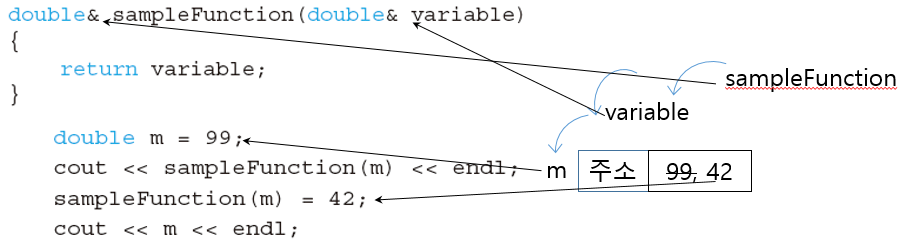 double& sampleFunction(double& variable)
{
return variable;
}
sampleFunction
variable
double m = 99;
cout << sampleFunction(m) << endl;
m 주소 99, 42
sampleFunction(m) = 42;
cout << m << endl;